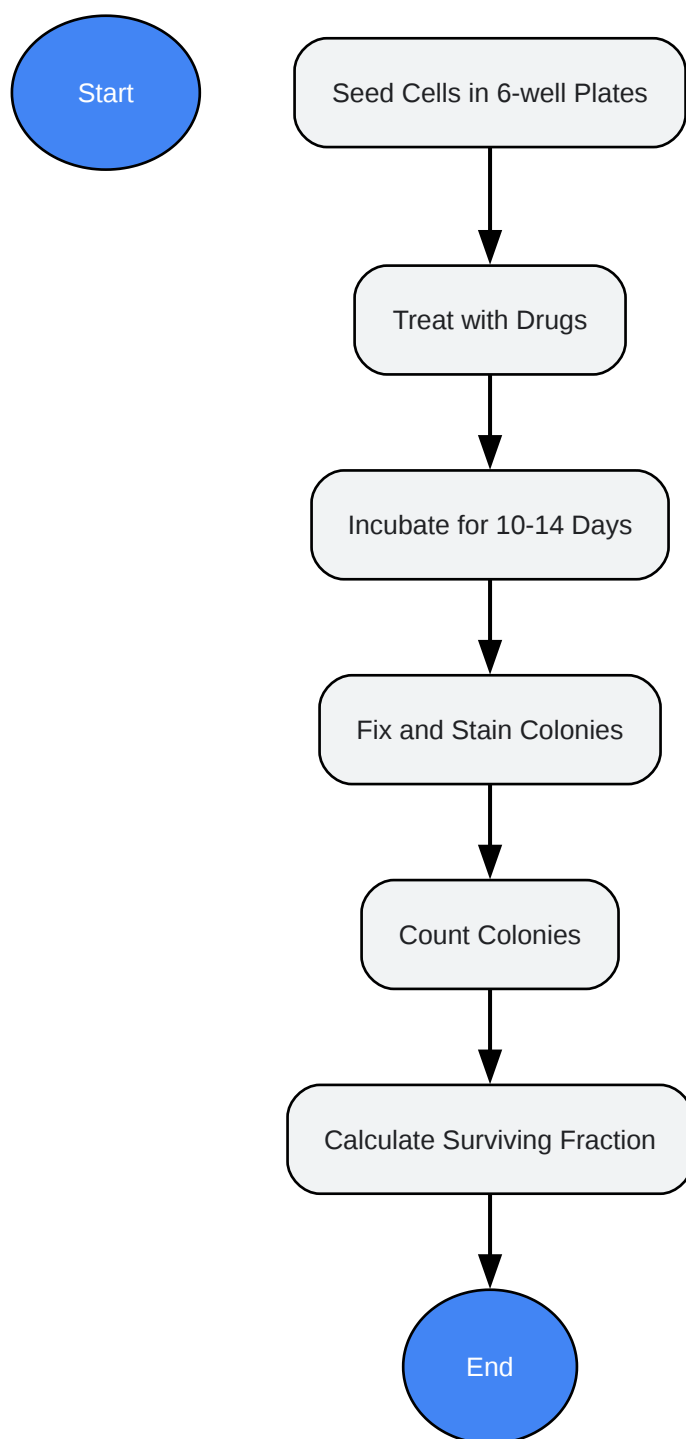 Start
Seed Cells in 6-well Plates
Treat with Drugs
Incubate for 10-14 Days
Fix and Stain Colonies
Count Colonies
Calculate Surviving Fraction
End